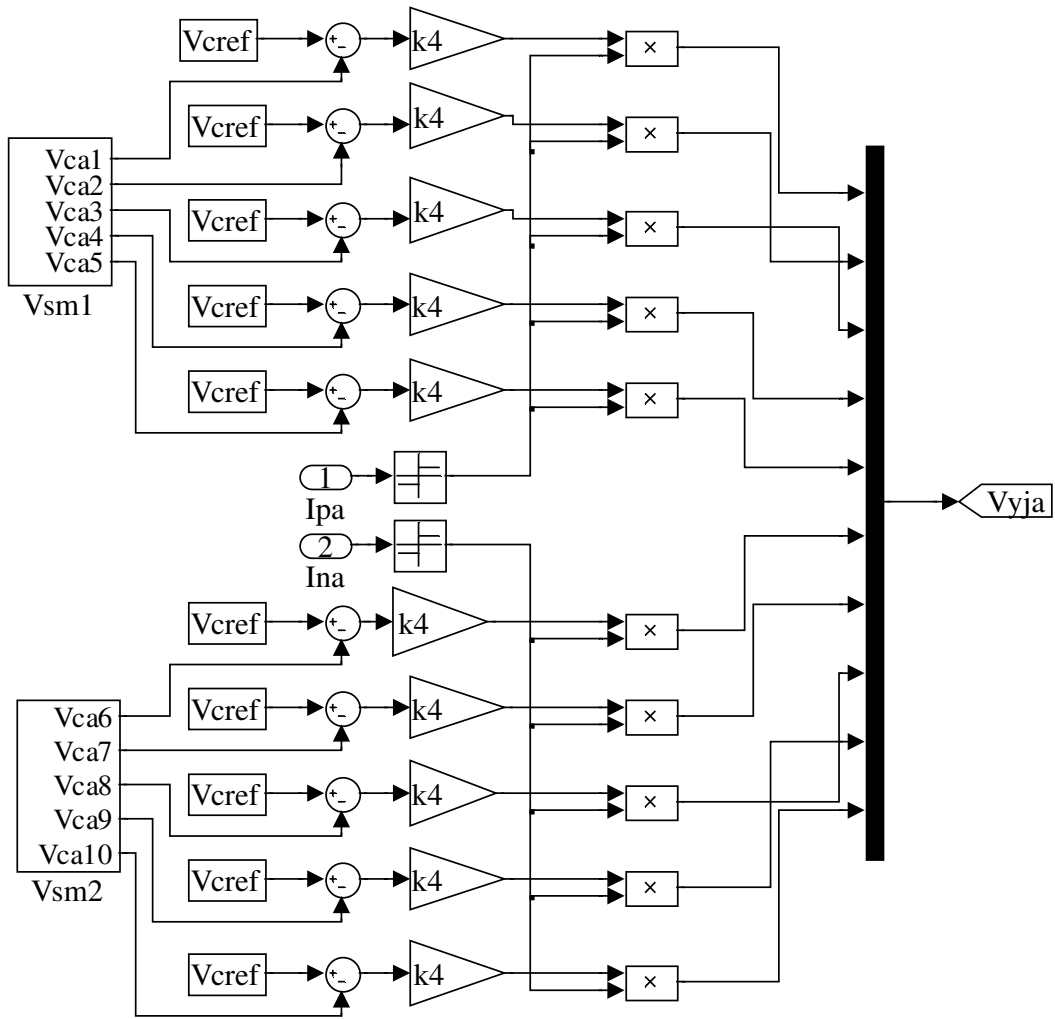 Vcref
+
−
k4
×
Vcref
+
−
k4
×
Vca1
Vca2
Vca3
Vca4
Vca5
Vsm1
Vcref
+
−
k4
×
Vcref
+
−
k4
×
Vcref
+
−
k4
×
1
Ipa
2
Ina
Vyja
Vcref
+
−
k4
×
Vca6
Vca7
Vca8
Vca9
Vca10
Vsm2
Vcref
+
−
k4
×
Vcref
+
−
k4
×
Vcref
+
−
k4
×
Vcref
+
−
k4
×